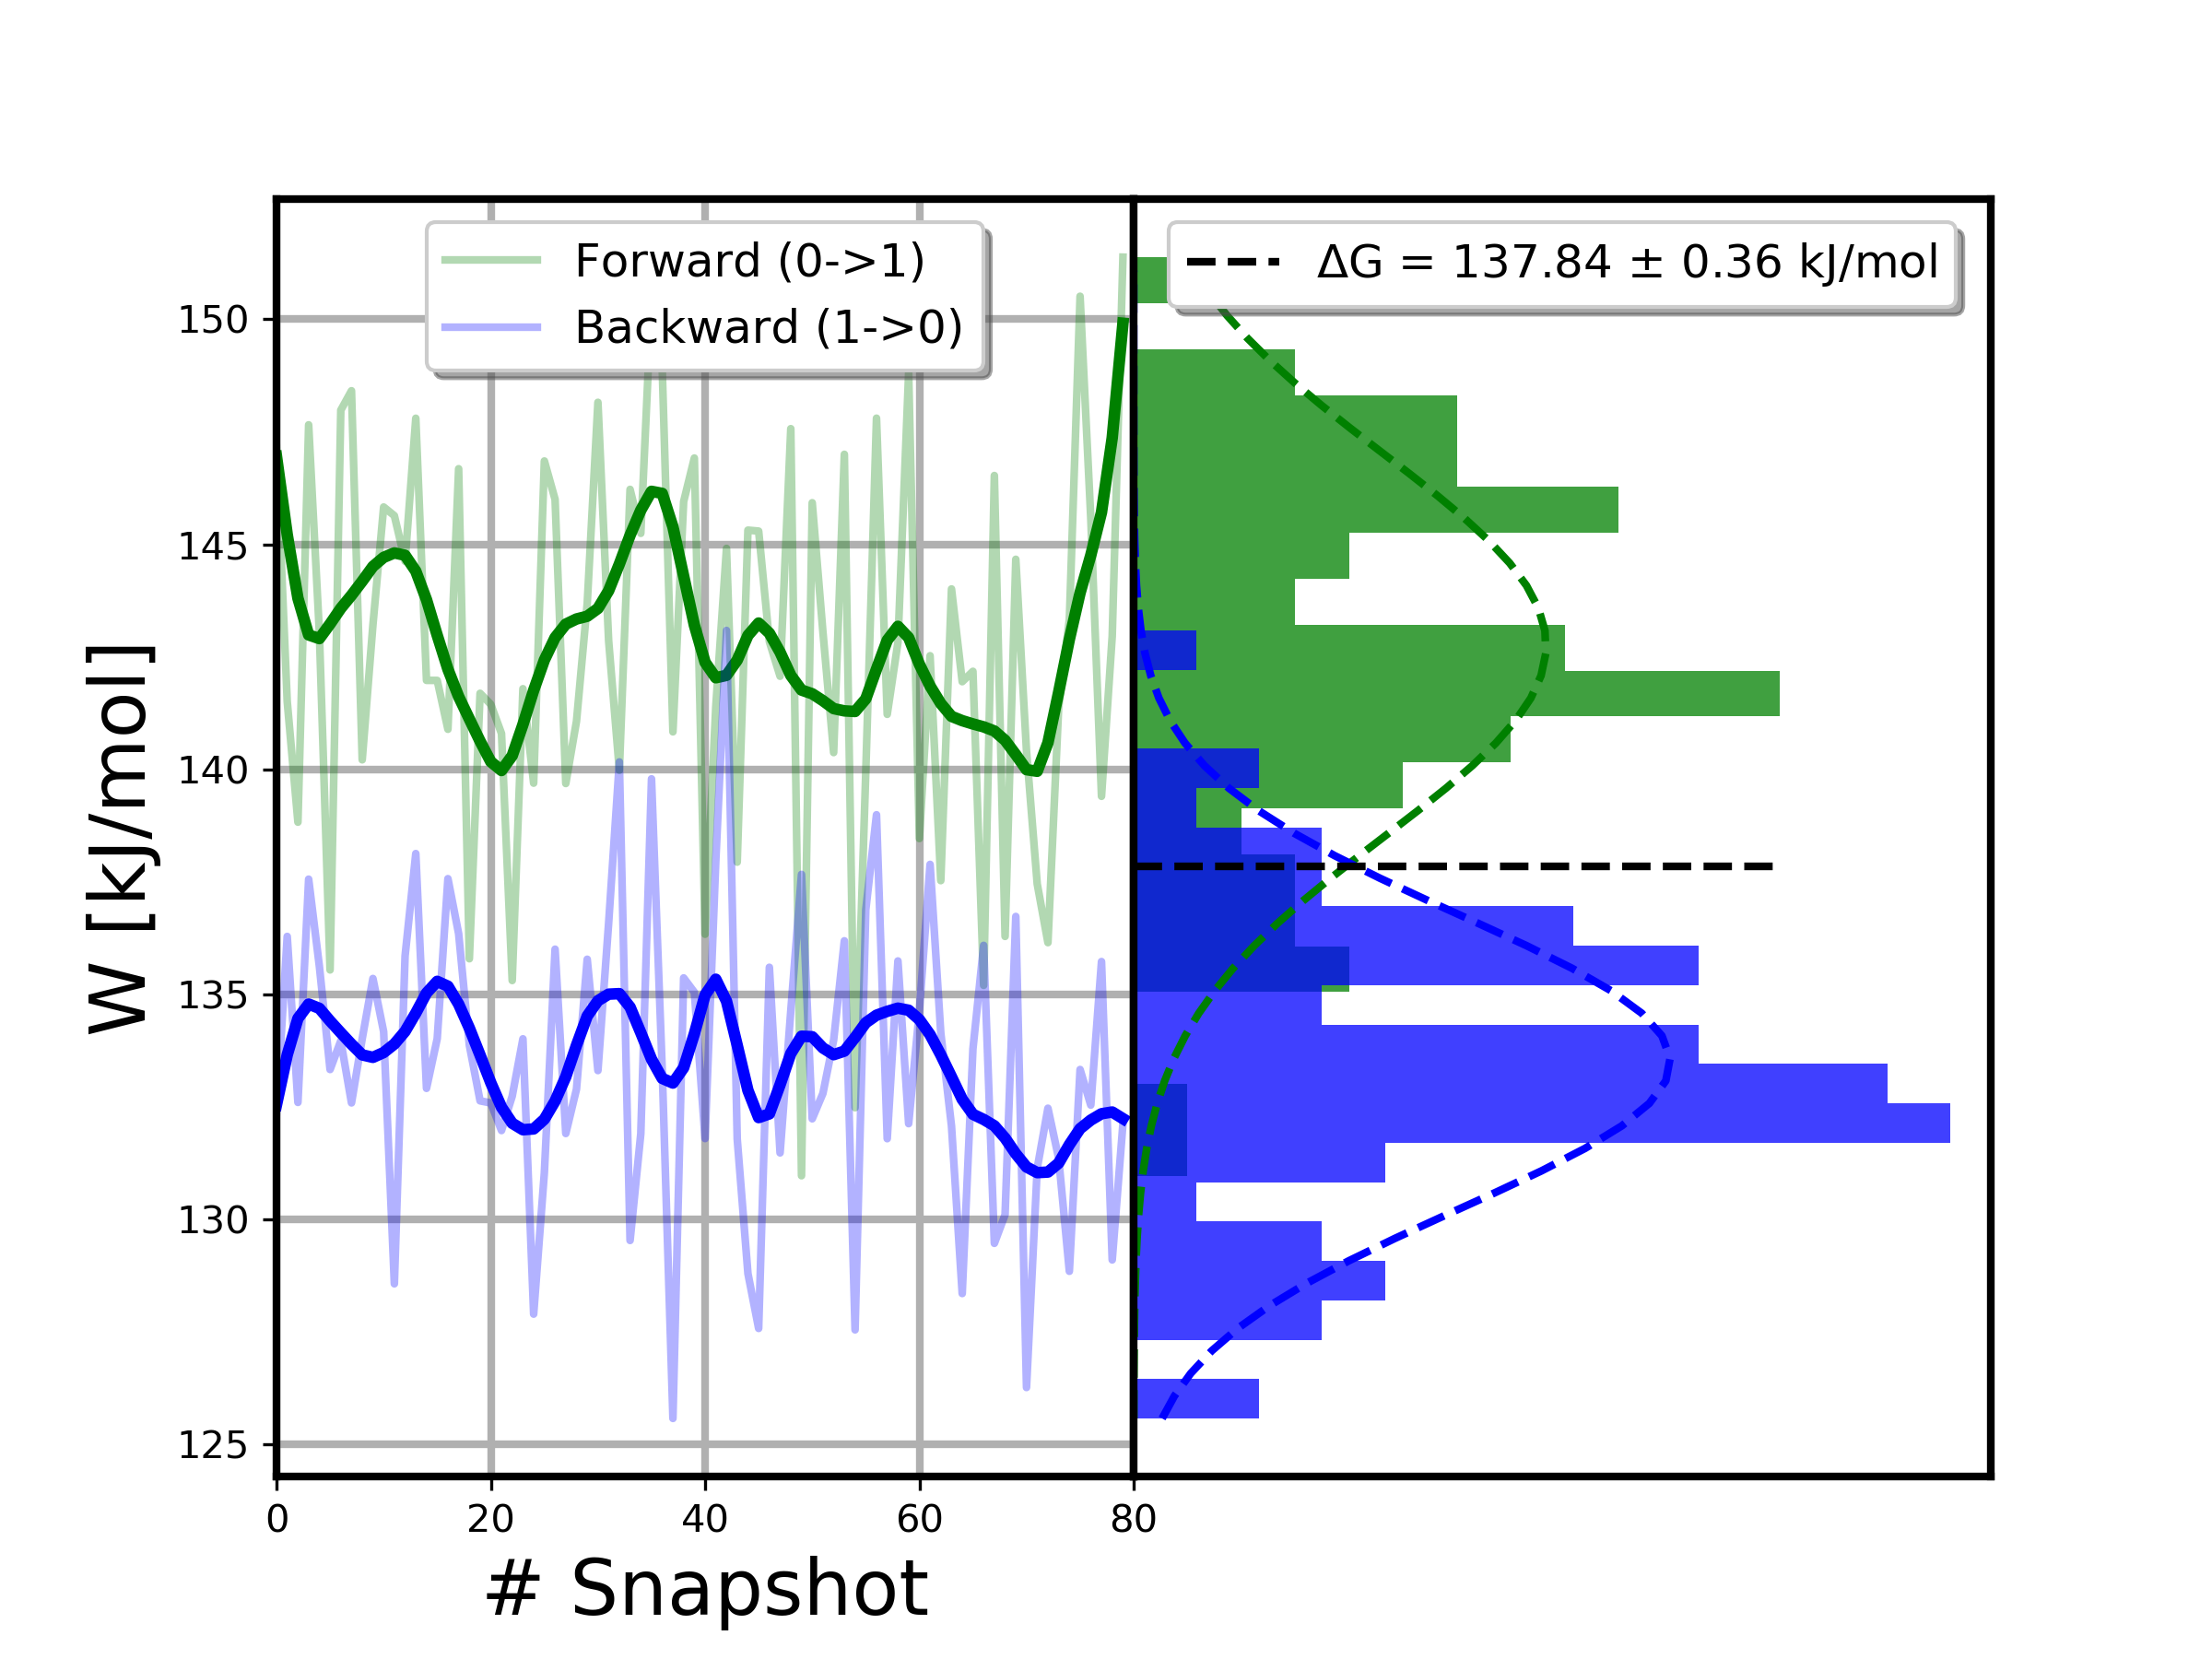 Forward (0->1)
Backward (1->0)
ΔG = 137.84 ± 0.36 kJ/mol
W [kJ/mol]
150
145
140
135
130
125
0 20 40 60 80
# Snapshot